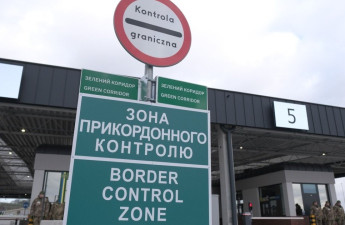 Kontrola
graniczna
ЗЕЛЕНИЙ КОРИДОР
GREEN CORRIDOR
ЗЕЛЕНИЙ КОРИДОР
GREEN CORRIDOR
5
ЗОНА
ПРИКОРДОННОГО
КОНТРОЛЮ
BORDER
CONTROL
ZONE